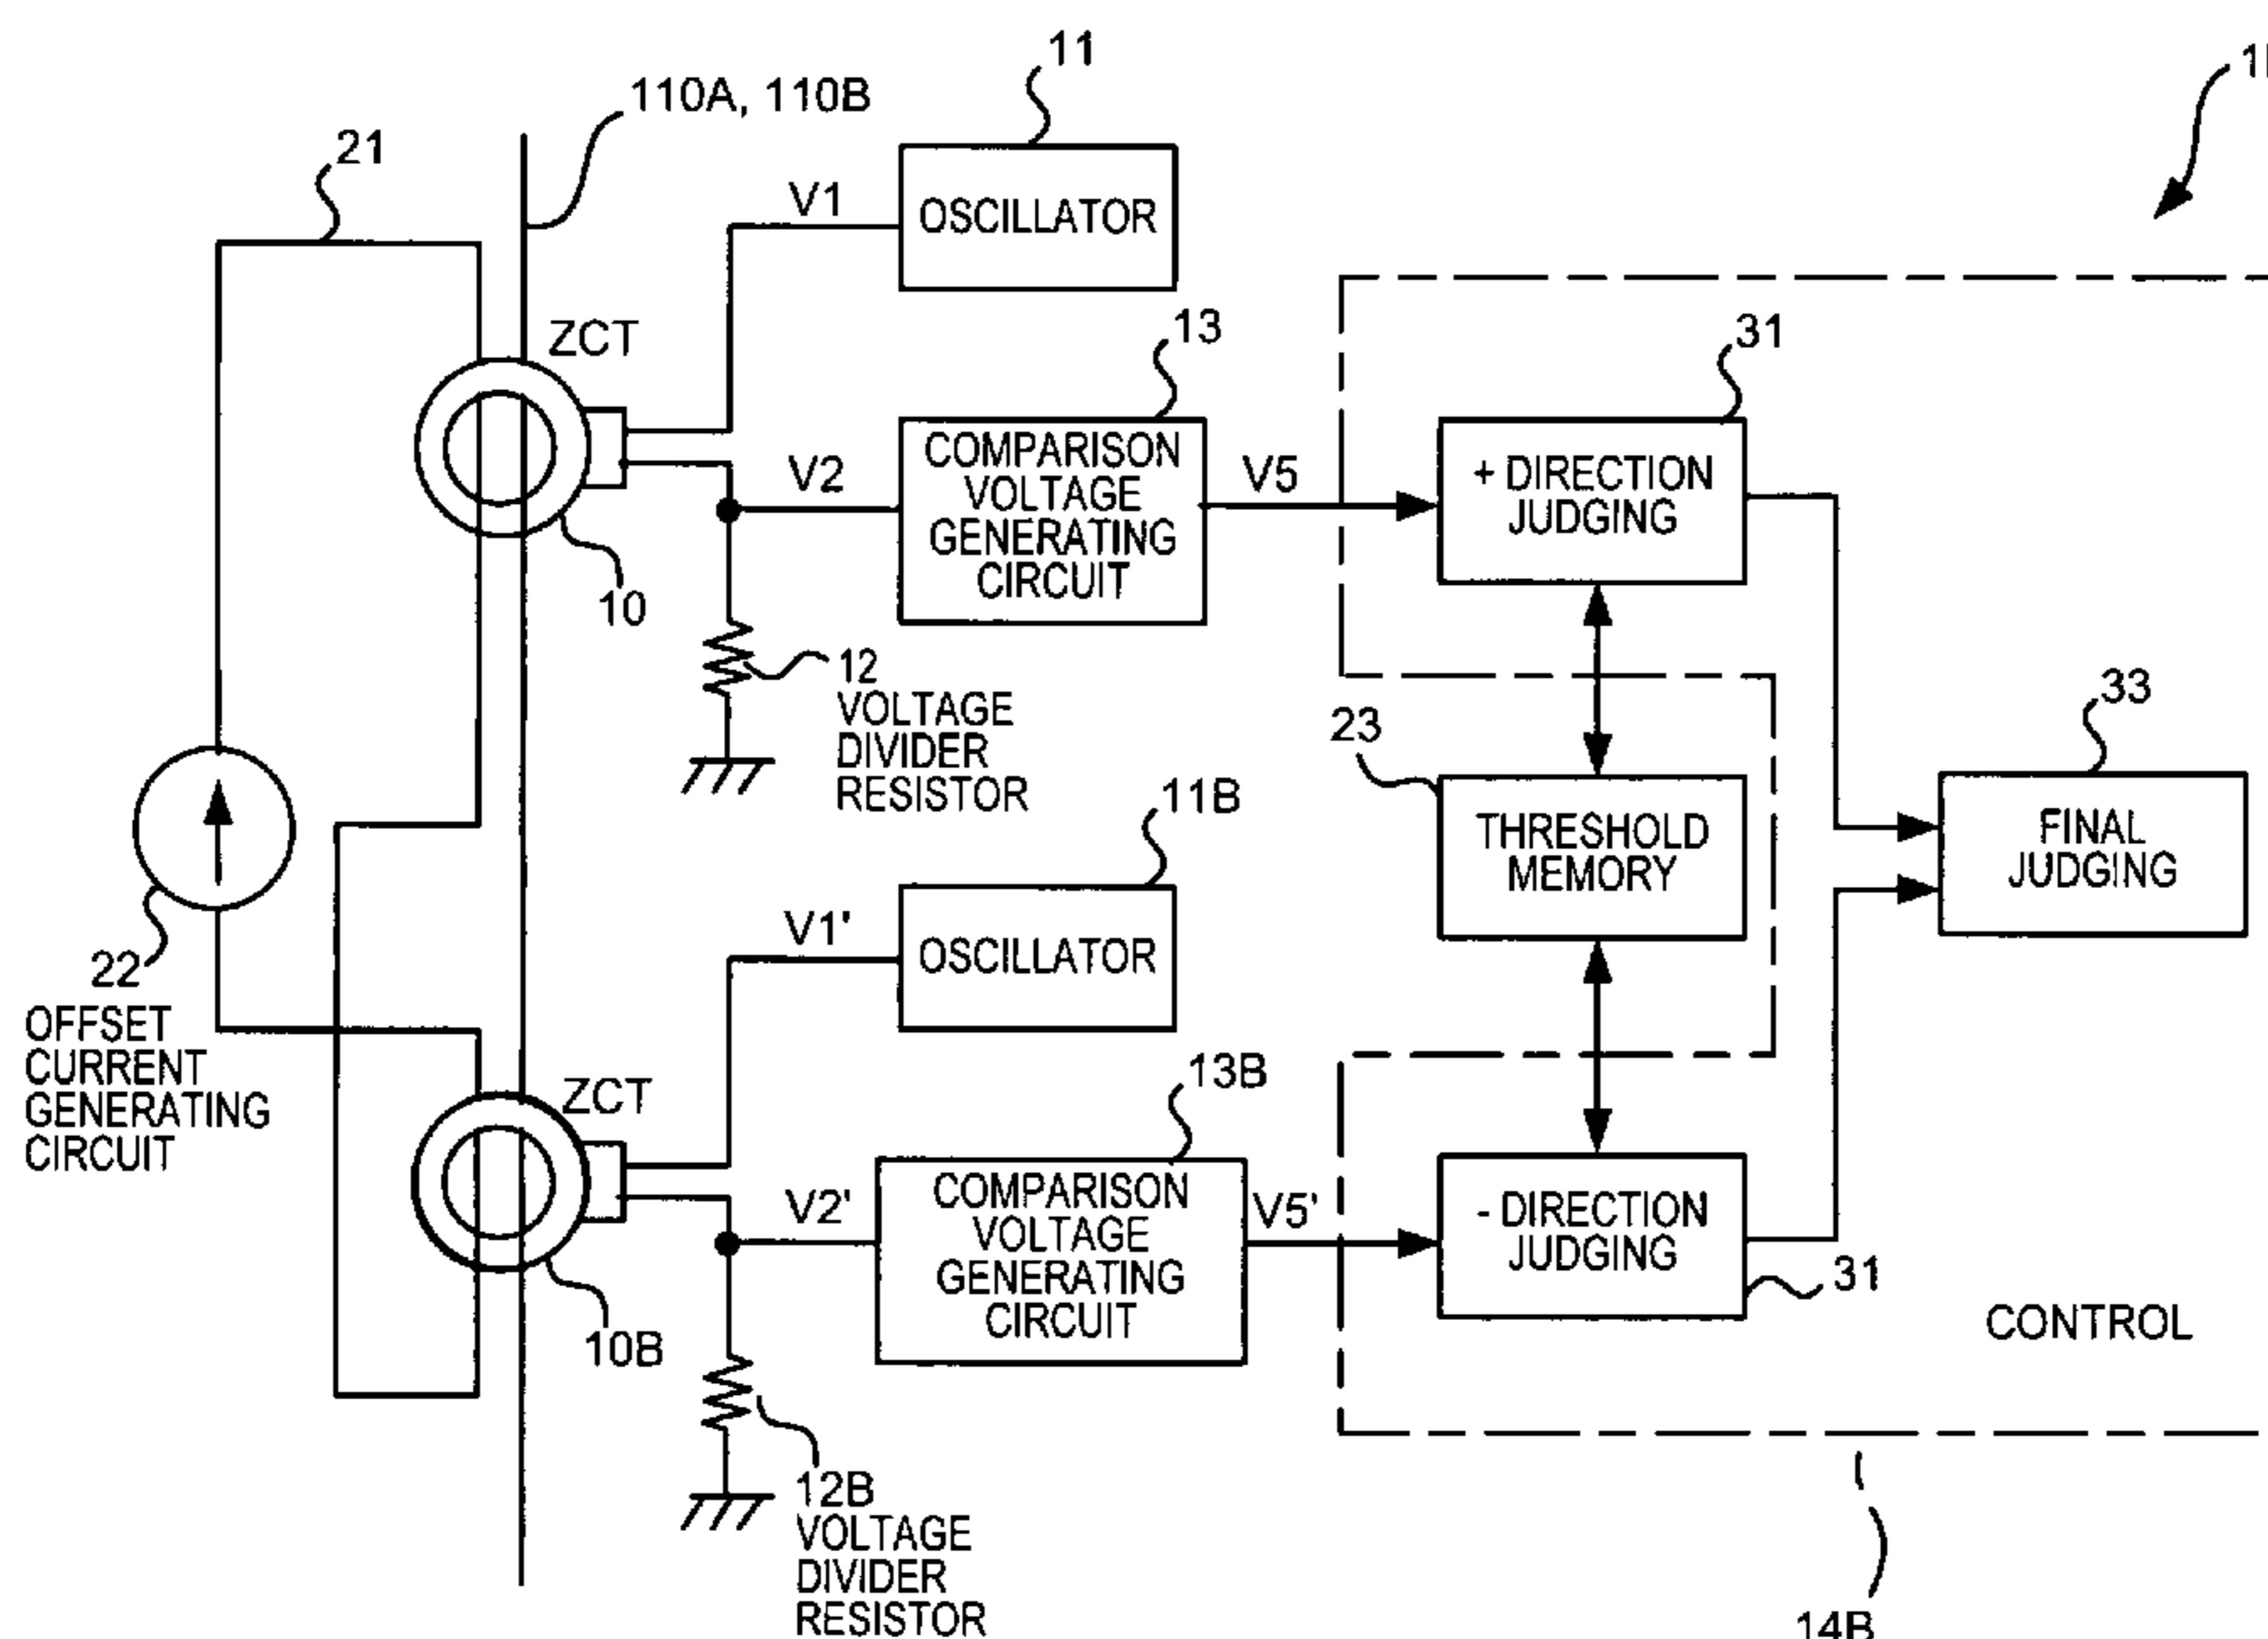 11
110A, 110B
21
V1
OSCILLATOR
ZCT
13
31
V2
COMPARISON
VOLTAGE
GENERATING
CIRCUIT
V5
+ DIRECTION
JUDGING
10
12
VOLTAGE
DIVIDER
RESISTOR
23
33
THRESHOLD
MEMORY
FINAL
JUDGING
11B
V1'
OSCILLATOR
22
OFFSET
CURRENT
GENERATING
CIRCUIT
ZCT
13B
V2'
COMPARISON
VOLTAGE
GENERATING
CIRCUIT
V5'
- DIRECTION
JUDGING
31
CONTROL
10B
12B
VOLTAGE
DIVIDER
RESISTOR
14B